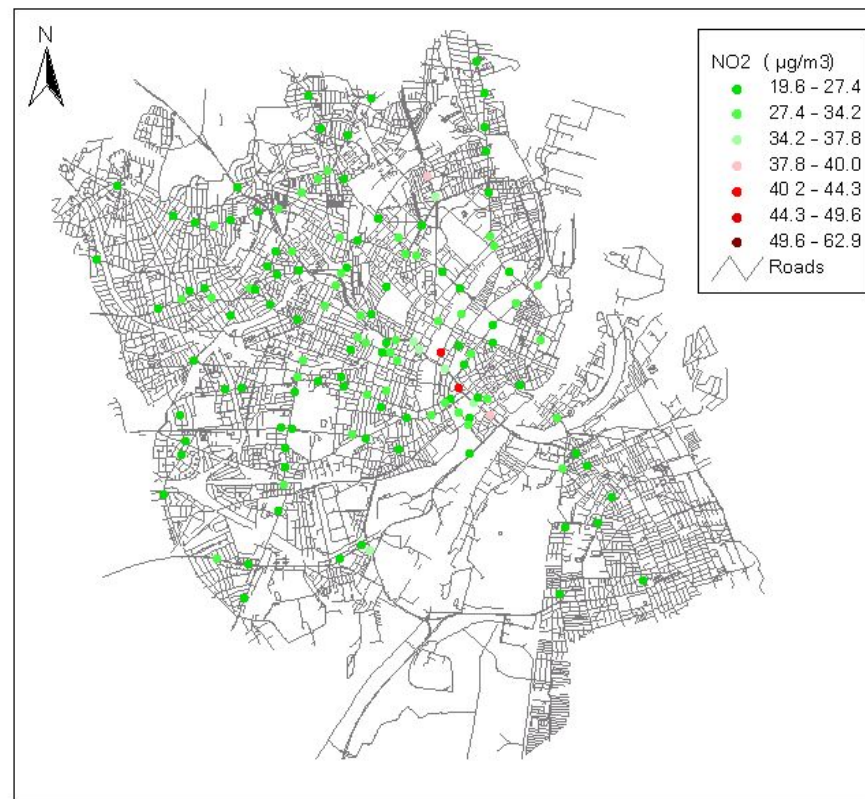 N
NO2 ( µg/m3)
19.6 - 27.4
27.4 - 34.2
34.2 - 37.8
37.8 - 40.0
40.2 - 44.3
44.3 - 49.6
49.6 - 62.9
Roads